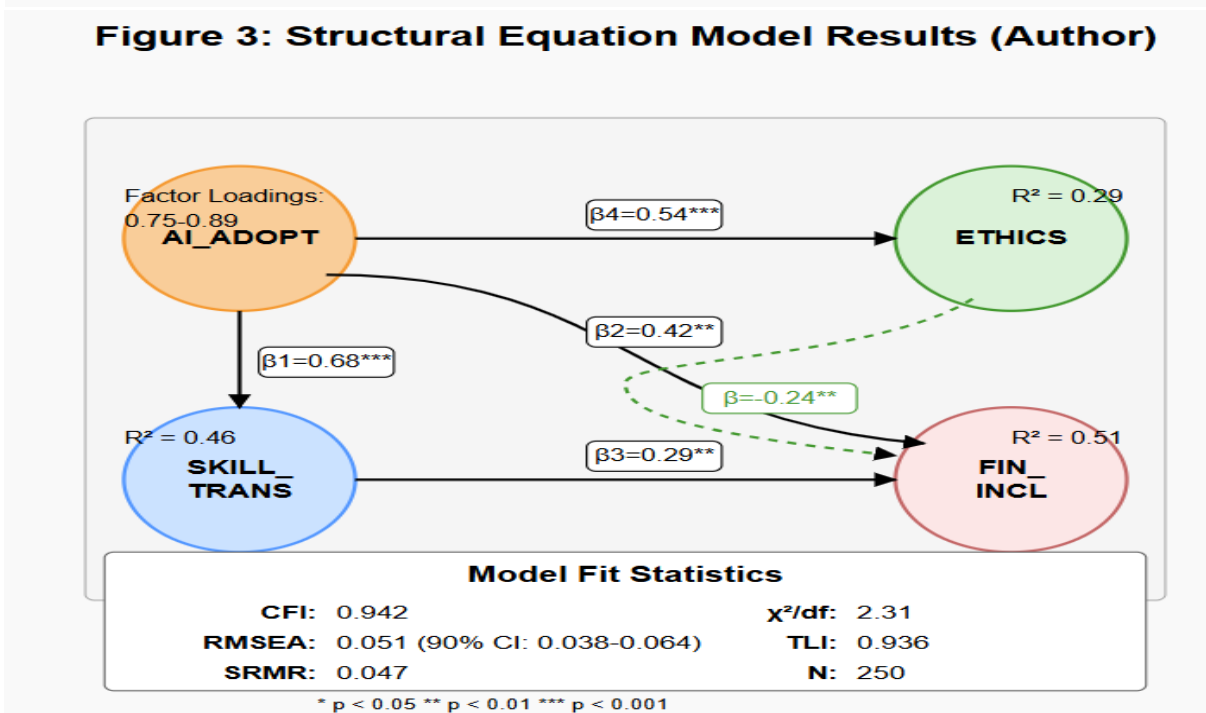 Figure 3: Structural Equation Model Results (Author)
Factor Loadings:
0.75-0.89
AI_ADOPT
β4=0.54***
R² = 0.29
ETHICS
β2=0.42**
β1=0.68***
β=-0.24**
R² = 0.46
SKILL_
TRANS
β3=0.29**
R² = 0.51
FIN_
INCL
Model Fit Statistics
CFI: 0.942 χ²/df: 2.31
RMSEA: 0.051 (90% CI: 0.038-0.064) TLI: 0.936
SRMR: 0.047 N: 250
* p < 0.05 ** p < 0.01 *** p < 0.001